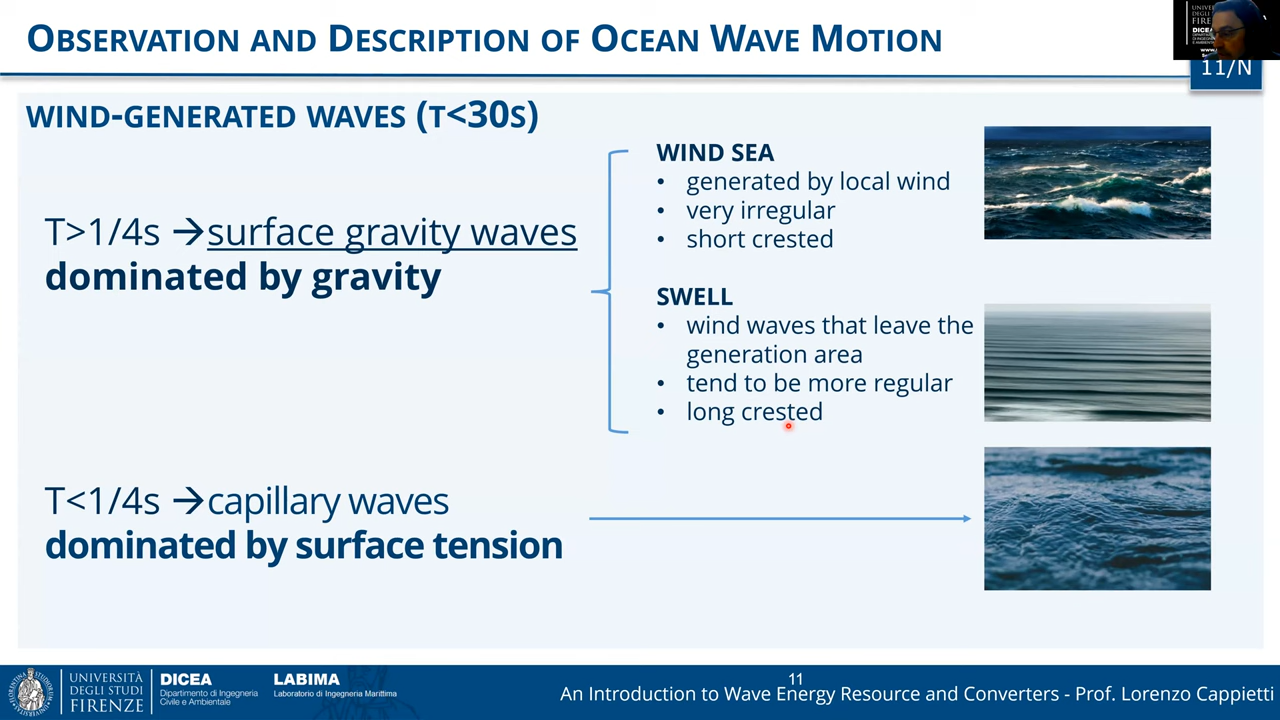 OBSERVATION AND DESCRIPTION OF OCEAN WAVE MOTION
11/N
WIND-GENERATED WAVES (T<30S)
T>1/4s →surface gravity waves
dominated by gravity
WIND SEA
• generated by local wind
• very irregular
• short crested
SWELL
• wind waves that leave the
generation area
• tend to be more regular
• long crested
T<1/4s →capillary waves
dominated by surface tension
UNIVERSITÀ
DEGLI STUDI
FIRENZE
DICEA
Dipartimento di Ingegneria
Civile e Ambientale
LABIMA
Laboratorio di Ingegneria Marittima
11
An Introduction to Wave Energy Resource and Converters - Prof. Lorenzo Cappietti